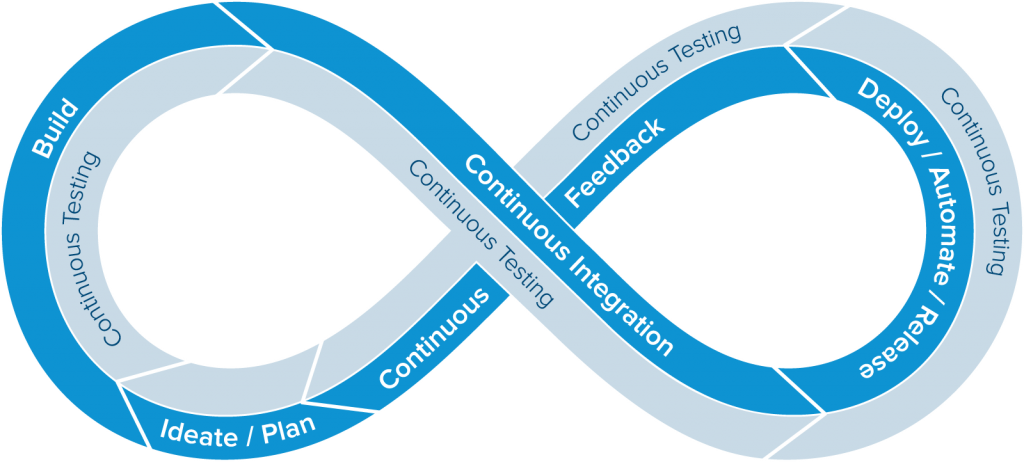 Build
Continuous Testing
Ideate / Plan
Continuous
Feedback
Continuous Testing
Continuous Integration
Continuous Testing
Deploy / Automate / Release
Continuous Testing